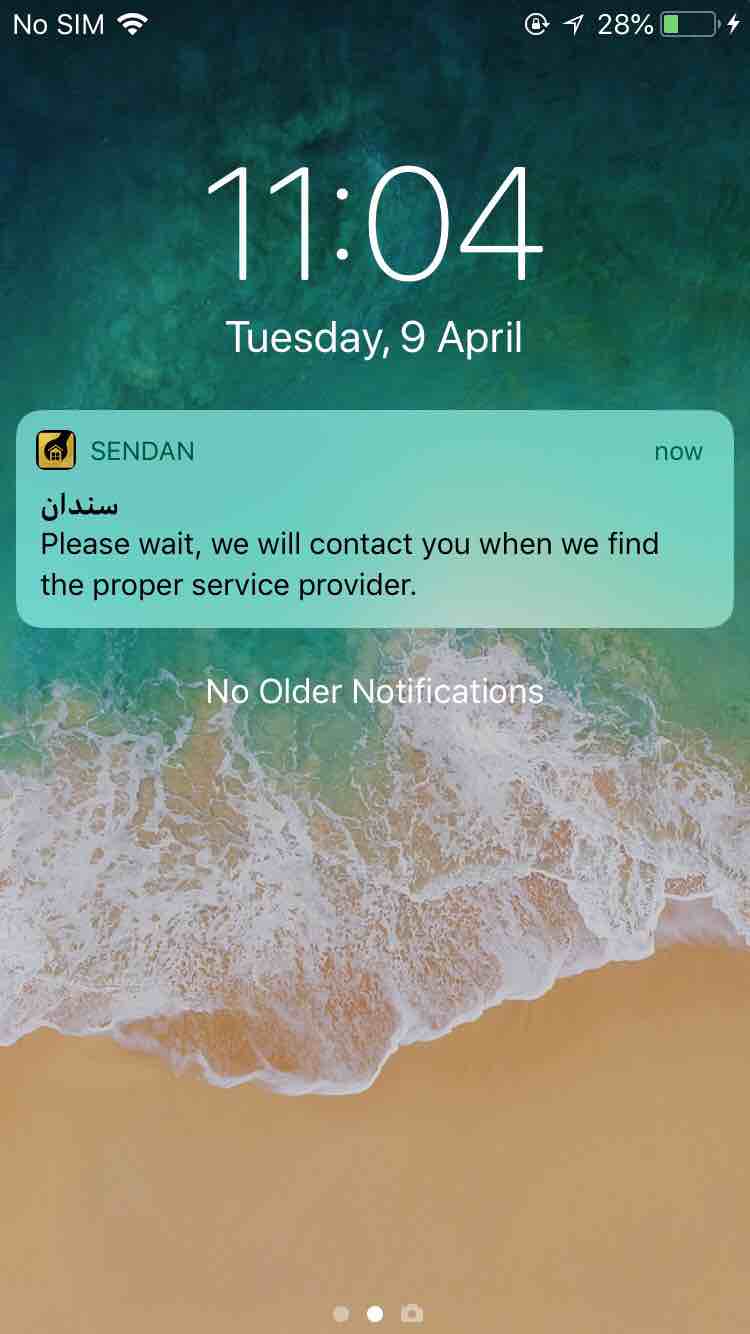 No SIM 28%
11:04
Tuesday, 9 April
SENDAN now
سندان
Please wait, we will contact you when we find
the proper service provider.
No Older Notifications